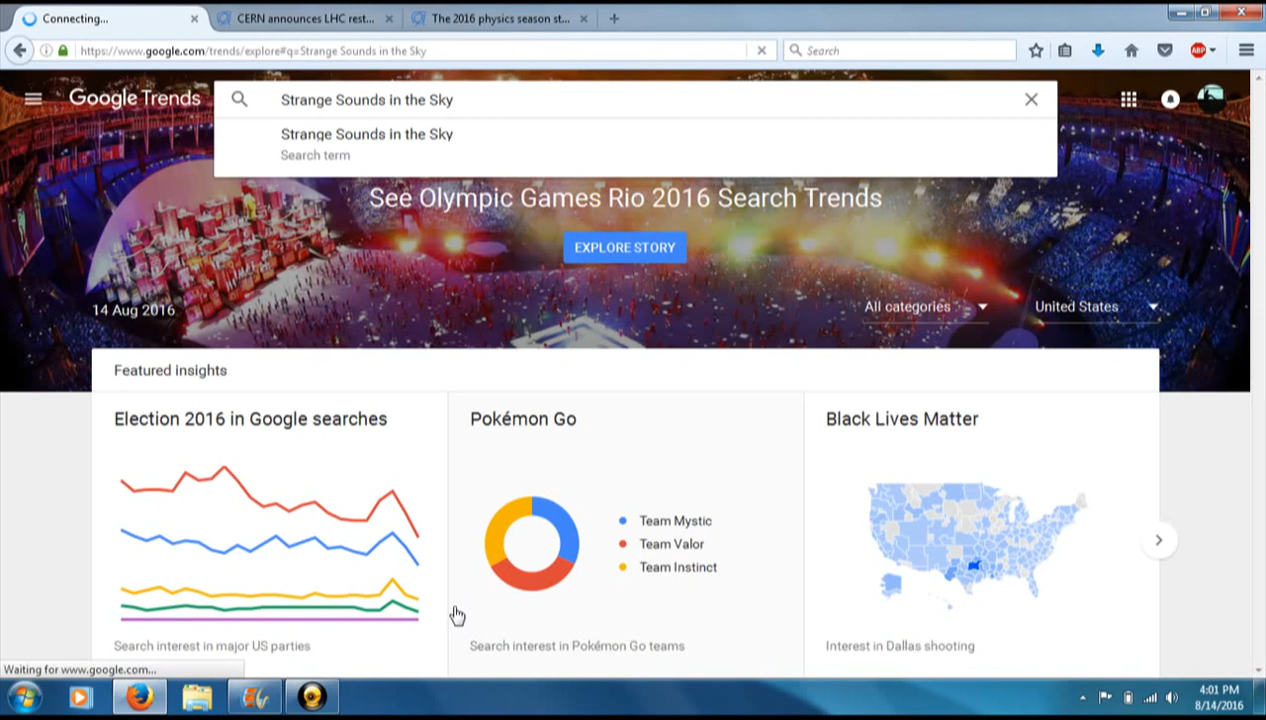 Connecting...
CERN announces LHC rest...
The 2016 physics season st...
https://www.google.com/trends/explore#q=Strange Sounds in the Sky
Search
ABP
Google Trends
Strange Sounds in the Sky
Strange Sounds in the Sky
Search term
See Olympic Games Rio 2016 Search Trends
EXPLORE STORY
14 Aug 2016
All categories
United States
Featured insights
Election 2016 in Google searches
Pokémon Go
Black Lives Matter
Team Mystic
Team Valor
Team Instinct
Search interest in major US parties
Search interest in Pokémon Go teams
Interest in Dallas shooting
Waiting for www.google.com...
4:01 PM
8/14/2016